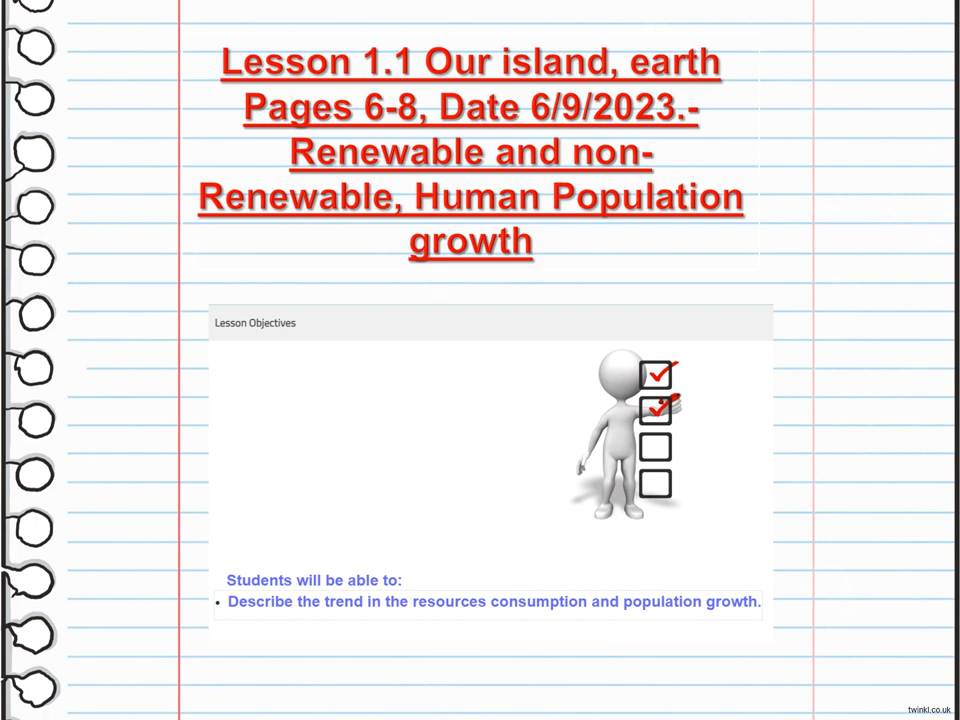 Lesson 1.1 Our island, earth
Pages 6-8, Date 6/9/2023.-
Renewable and non-
Renewable, Human Population
growth
Lesson Objectives
Students will be able to:
• Describe the trend in the resources consumption and population growth.
twinkl.co.uk